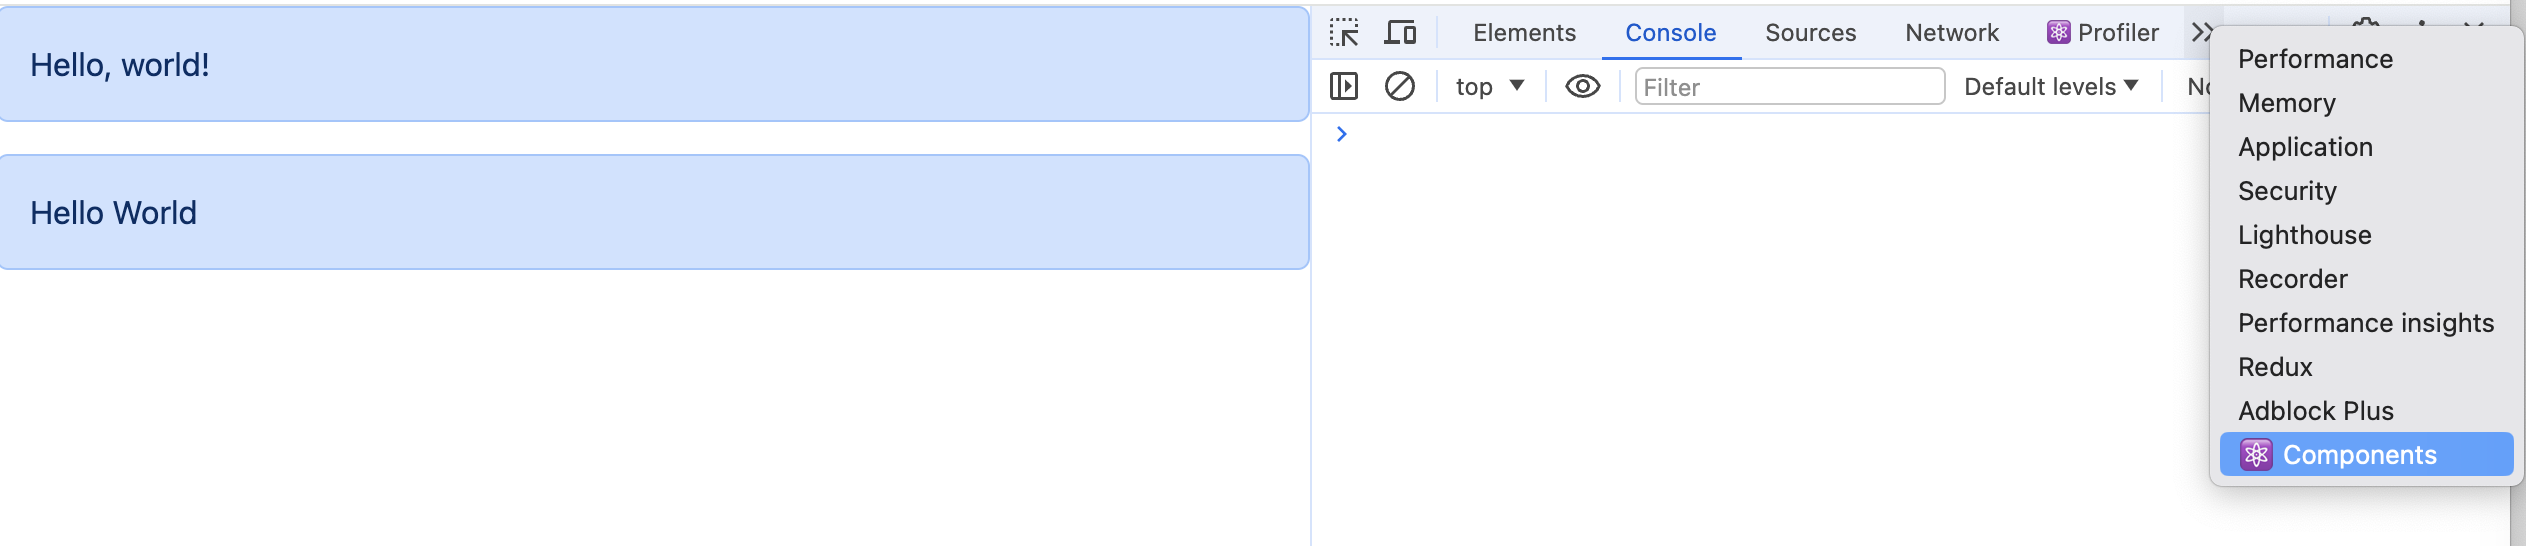 Hello, world!
Hello World
Elements Console Sources Network Profiler
top Filter Default levels
Performance
Memory
Application
Security
Lighthouse
Recorder
Performance insights
Redux
Adblock Plus
Components